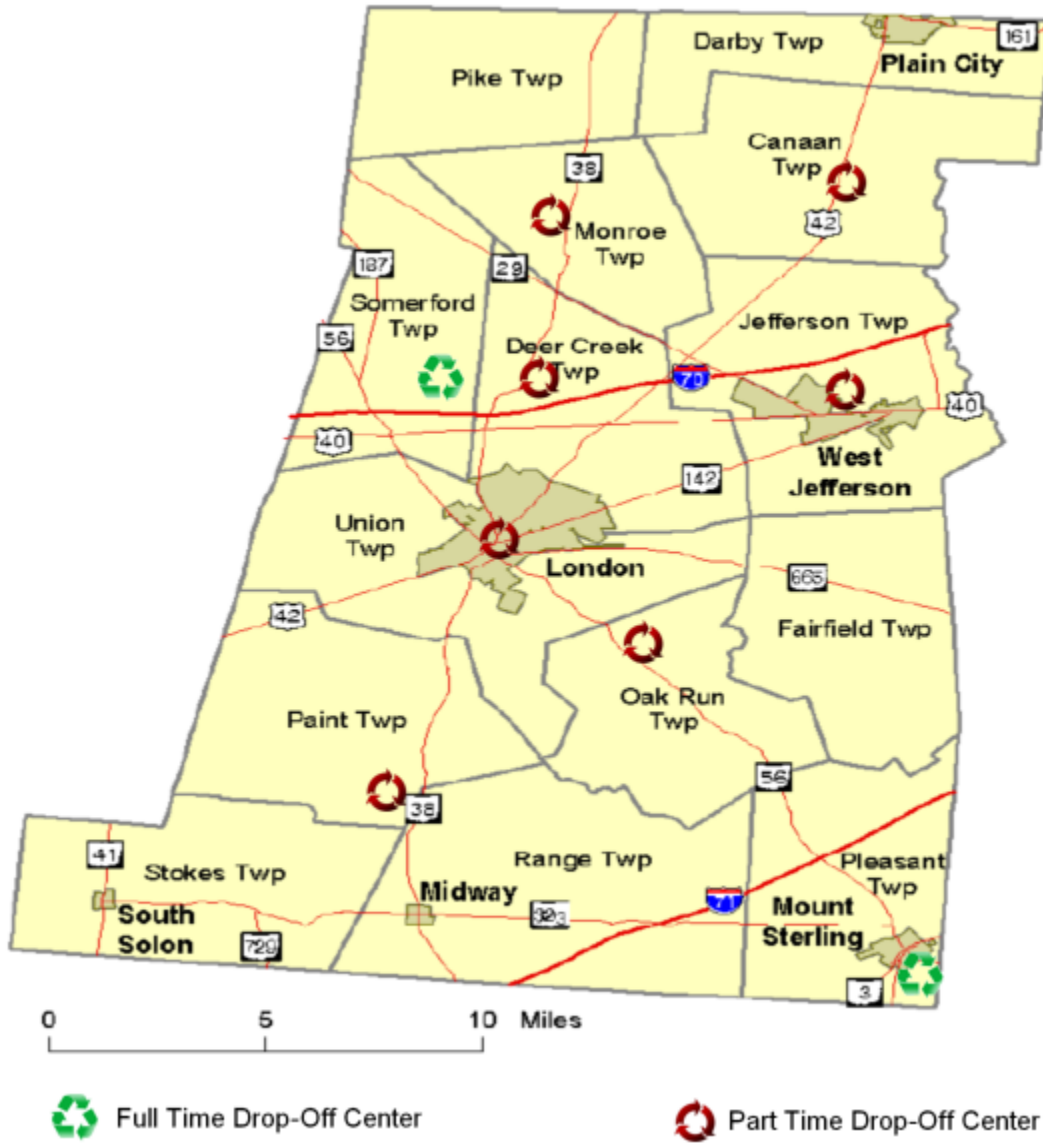 Darby Twp
161
Plain City
Pike Twp
Canaan
Twp
38
42
Monroe
Twp
187
29
Somerford
Twp
56
Jefferson Twp
Deer Creek
Twp
70
40
40
West
Jefferson
142
Union
Twp
London
665
42
Fairfield Twp
Oak Run
Twp
Paint Twp
56
38
41
Stokes Twp
Range Twp
Pleasant
Twp
Midway
71
Mount
Sterling
South
Solon
323
729
3
0 5 10 Miles
Full Time Drop-Off Center
Part Time Drop-Off Center